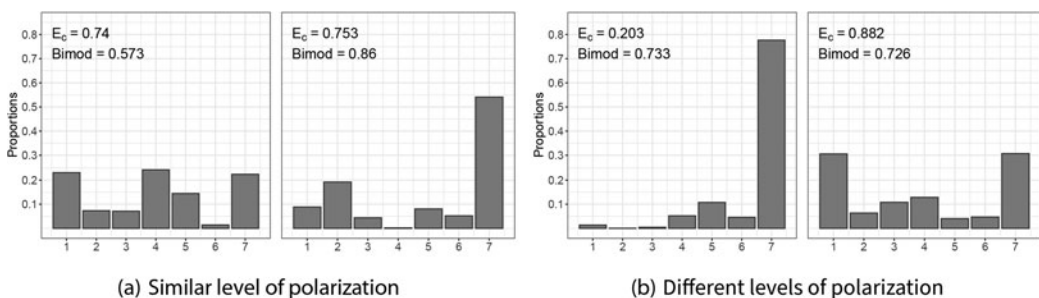 E_c = 0.74
Bimod = 0.573
E_c = 0.753
Bimod = 0.86
E_c = 0.203
Bimod = 0.733
E_c = 0.882
Bimod = 0.726
Proportions
0.8
0.7
0.6
0.5
0.4
0.3
0.2
0.1
1 2 3 4 5 6 7
1 2 3 4 5 6 7
Proportions
0.8
0.7
0.6
0.5
0.4
0.3
0.2
0.1
1 2 3 4 5 6 7
1 2 3 4 5 6 7
(a) Similar level of polarization
(b) Different levels of polarization